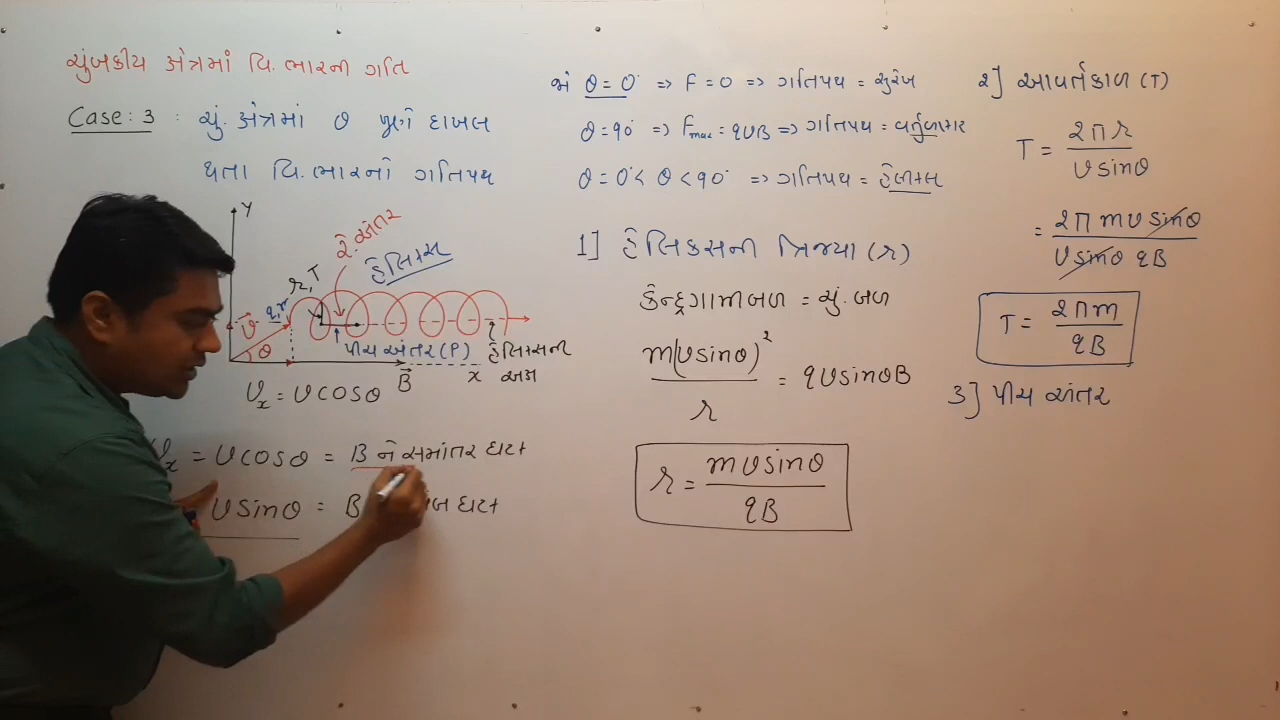 ચુંબકીય ક્ષેત્રમાં વિ.ભારની ગતિ
Case: 3 : ચું. ક્ષેત્રમાં θ ખૂણે દાખલ
થતા વિ.ભારનો ગતિપથ
Y
r, T
રે.અંતર
હેલિક્સ
q, m
v⃗
θ
પીચ અંતર (P)
હેલિક્સની
અક્ષ
B⃗
x
Vx = vcosθ
Vx = vcosθ = B ને સમાંતર ઘટક
vsinθ = B લંબ ઘટક
જો θ = 0° => F = 0 => ગતિપથ = સુરેખ
θ = 90° => Fmax = qvB => ગતિપથ = વર્તુળાકાર
θ = 0° < θ < 90° => ગતિપથ = હેલિક્સ
1] હેલિકસની ત્રિજ્યા (r)
કેન્દ્રગામીબળ = ચું. બળ
m(vsinθ)² / r = qvsinθB
r = mvsinθ / qB
2] આવર્તકાળ (T)
T = 2πr / vsinθ
= 2πmvsinθ / vsinθ qB
T = 2πm / qB
3] પીચ અંતર